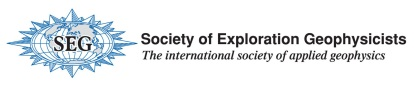 SEG
Society of Exploration Geophysicists
The international society of applied geophysics